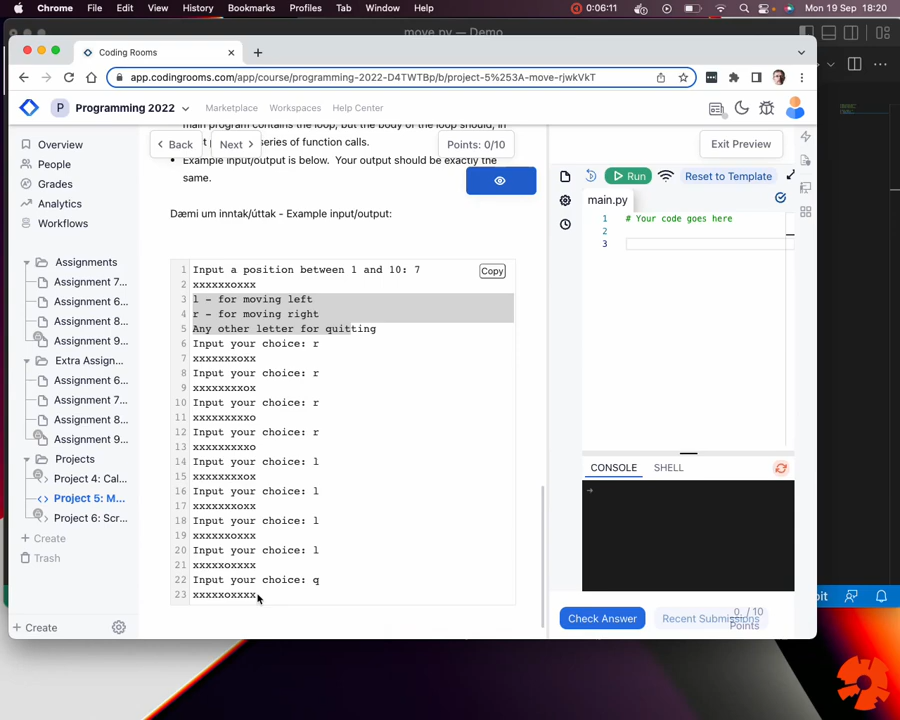 Chrome File Edit View History Bookmarks Profiles Tab Window Help 0:06:11 Mon 19 Sep 18:20
move.py — Demo
Coding Rooms
app.codingrooms.com/app/course/programming-2022-D4TWTBp/b/project-5%253A-move-rjwkVkT
P Programming 2022 Marketplace Workspaces Help Center
Overview
People
Grades
Analytics
Workflows
Assignments
Assignment 7...
Assignment 6...
Assignment 8...
Assignment 9...
Extra Assign...
Assignment 6...
Assignment 7...
Assignment 8...
Assignment 9...
Projects
Project 4: Cal...
Project 5: M...
Project 6: Scr...
Create
Trash
Create
main program contains the loop, but the body of the loop should, in
series of function calls.
Back Next Points: 0/10
Example input/output is below. Your output should be exactly the
same.
Dæmi um inntak/úttak - Example input/output:
Copy
1 Input a position between 1 and 10: 7
2 xxxxxxoxxx
3 l - for moving left
4 r - for moving right
5 Any other letter for quitting
6 Input your choice: r
7 xxxxxxxoxx
8 Input your choice: r
9 xxxxxxxxox
10 Input your choice: r
11 xxxxxxxxxo
12 Input your choice: r
13 xxxxxxxxxo
14 Input your choice: l
15 xxxxxxxxox
16 Input your choice: l
17 xxxxxxxoxx
18 Input your choice: l
19 xxxxxxoxxx
20 Input your choice: l
21 xxxxxoxxxx
22 Input your choice: q
23 xxxxxoxxxx
Exit Preview
Run Reset to Template
main.py
1 # Your code goes here
2
3
CONSOLE SHELL
Check Answer Recent Submissions
0 / 10
Points